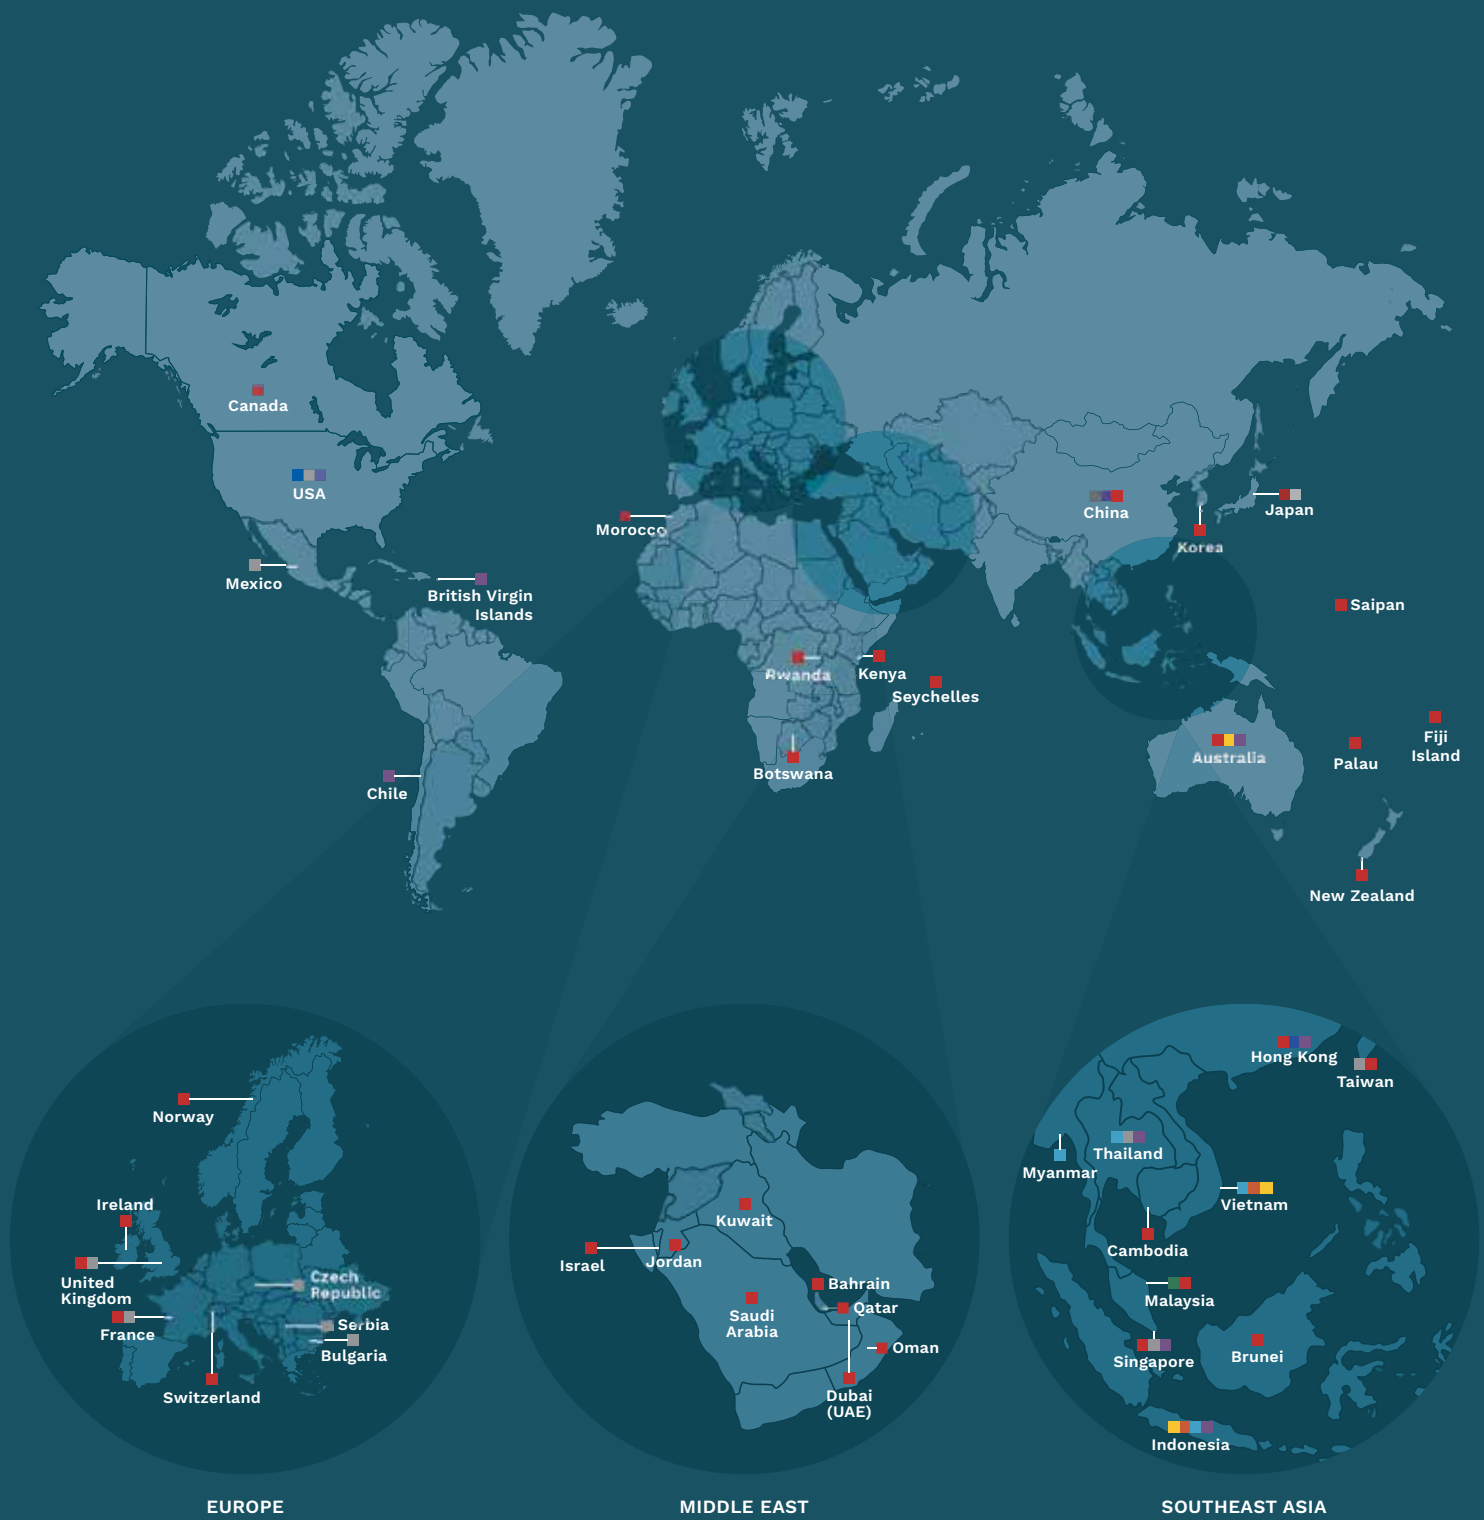 Canada
USA
Mexico
British Virgin
Islands
Chile
Morocco
Rwanda
Kenya
Seychelles
Botswana
China
Japan
Korea
Saipan
Australia
Palau
Fiji
Island
New Zealand
Norway
Ireland
United
Kingdom
France
Switzerland
Czech
Republic
Serbia
Bulgaria
EUROPE
Kuwait
Israel
Jordan
Bahrain
Qatar
Saudi
Arabia
Oman
Dubai
(UAE)
MIDDLE EAST
Hong Kong
Taiwan
Thailand
Myanmar
Vietnam
Cambodia
Malaysia
Singapore
Brunei
Indonesia
SOUTHEAST ASIA